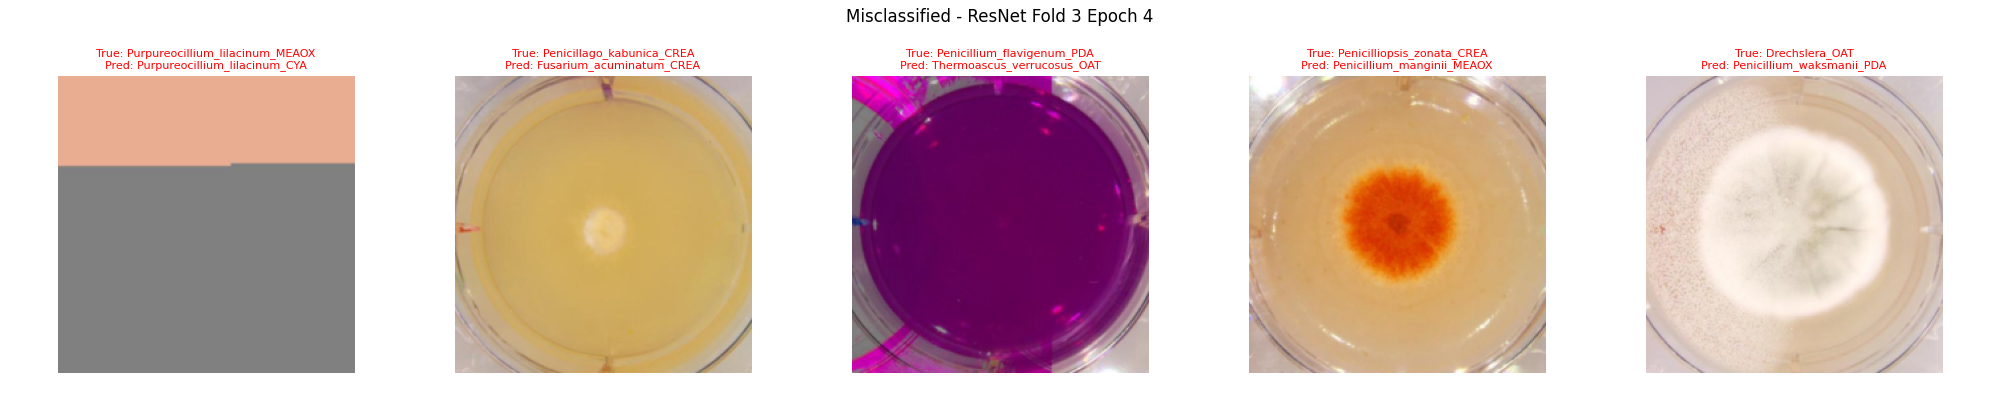 Misclassified - ResNet Fold 3 Epoch 4
True: Purpureocillium_lilacinum_MEAOX
Pred: Purpureocillium_lilacinum_CYA
True: Penicillago_kabunica_CREA
Pred: Fusarium_acuminatum_CREA
True: Penicillium_flavigenum_PDA
Pred: Thermoascus_verrucosus_OAT
True: Penicilliopsis_zonata_CREA
Pred: Penicillium_manginii_MEAOX
True: Drechslera_OAT
Pred: Penicillium_waksmanii_PDA